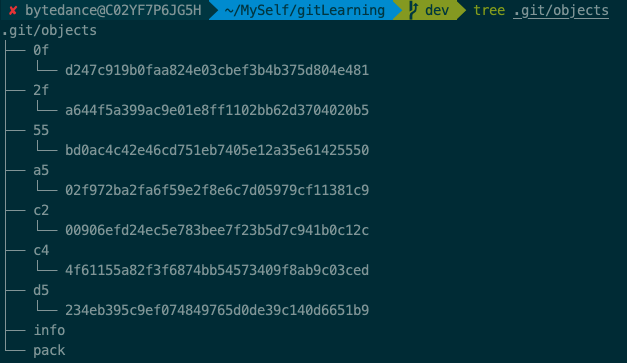 ✘ bytedance@C02YF7P6JG5H ~/MySelf/gitLearning dev tree .git/objects
.git/objects
├── 0f
│   └── d247c919b0faa824e03cbef3b4b375d804e481
├── 2f
│   └── a644f5a399ac9e01e8ff1102bb62d3704020b5
├── 55
│   └── bd0ac4c42e46cd751eb7405e12a35e61425550
├── a5
│   └── 02f972ba2fa6f59e2f8e6c7d05979cf11381c9
├── c2
│   └── 00906efd24ec5e783bee7f23b5d7c941b0c12c
├── c4
│   └── 4f61155a82f3f6874bb54573409f8ab9c03ced
├── d5
│   └── 234eb395c9ef074849765d0de39c140d6651b9
├── info
└── pack